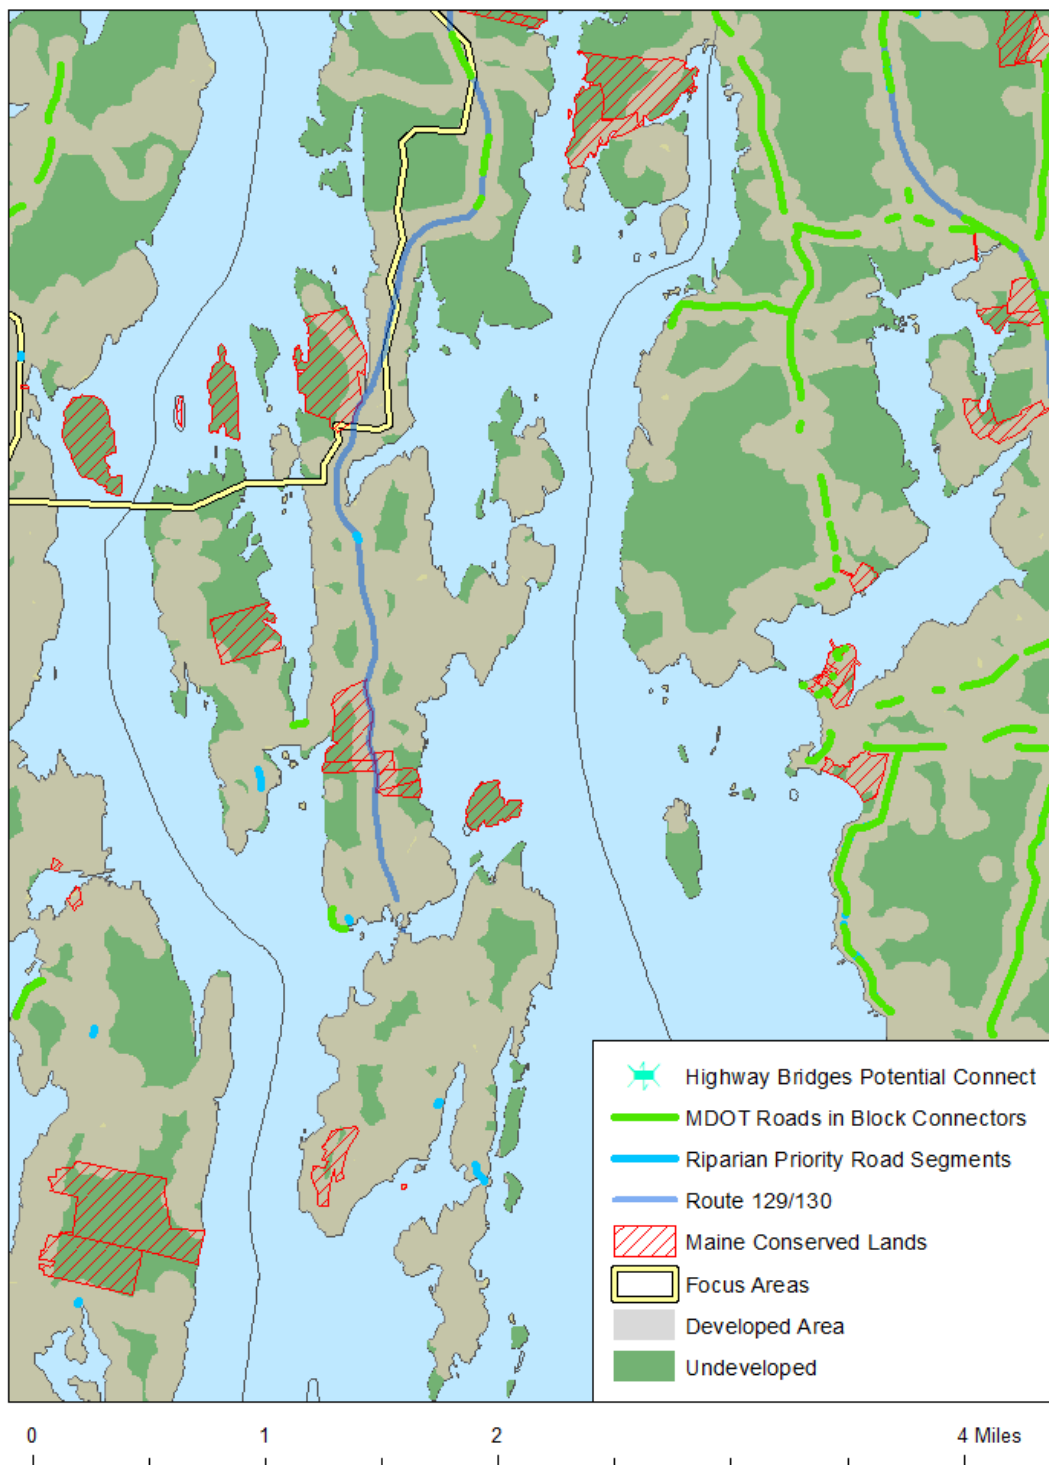 Highway Bridges Potential Connect
MDOT Roads in Block Connectors
Riparian Priority Road Segments
Route 129/130
Maine Conserved Lands
Focus Areas
Developed Area
Undeveloped
0 1 2 4 Miles